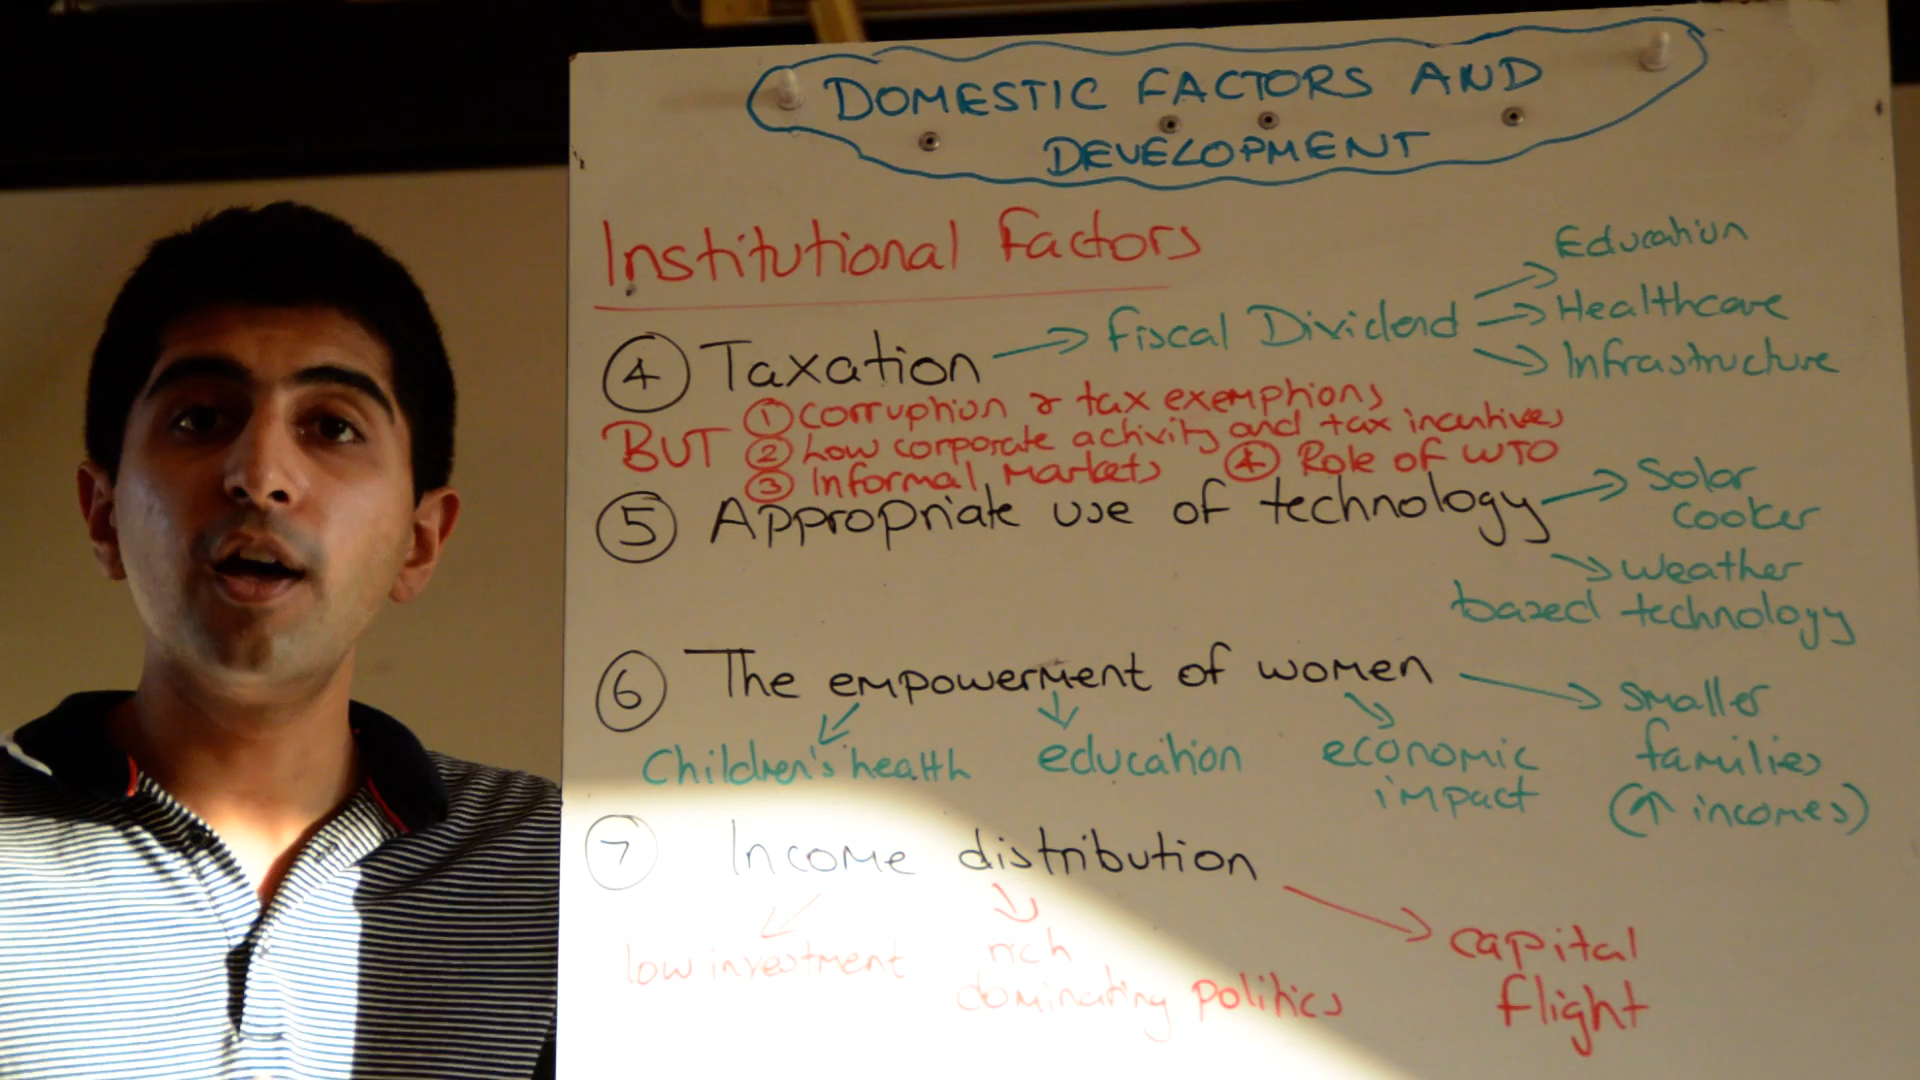 DOMESTIC FACTORS AND
DEVELOPMENT
Institutional Factors
④ Taxation → Fiscal Dividend → Education
→ Healthcare
→ Infrastructure
BUT ① corruption & tax exemptions
② Low corporate activity and tax incentives
③ Informal Markets ④ Role of WTO
⑤ Appropriate use of technology → Solar
cooker
→ weather
based technology
⑥ The empowerment of women → smaller
families
(↑ incomes)
Children's health
education
economic
impact
⑦ Income distribution
low investment
rich
dominating politics
capital
flight